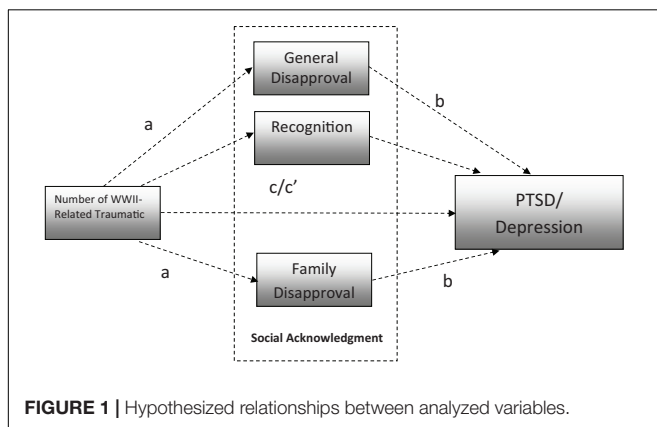 General
Disapproval
b
a
Recognition
c/c’
Number of WWII-
Related Traumatic
PTSD/
Depression
a
Family
Disapproval
b
Social Acknowledgment
FIGURE 1 | Hypothesized relationships between analyzed variables.